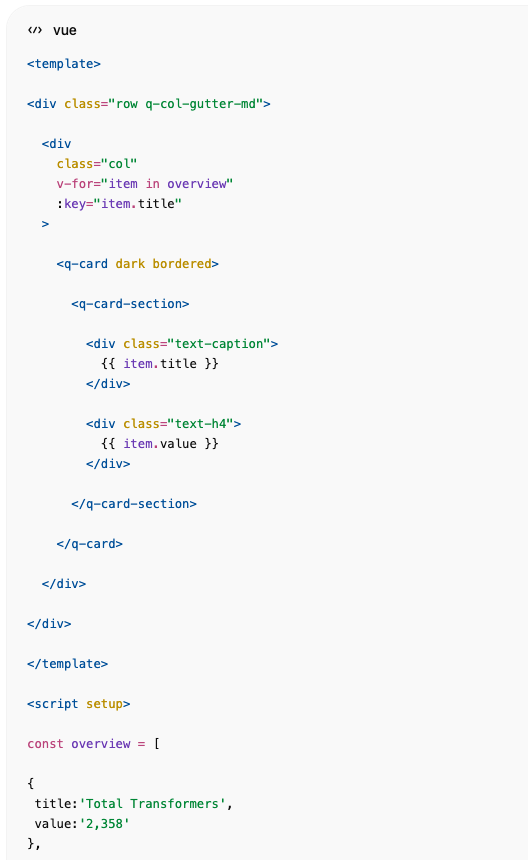 vue
<template>
<div class="row q-col-gutter-md">
<div
class="col"
v-for="item in overview"
:key="item.title"
>
<q-card dark bordered>
<q-card-section>
<div class="text-caption">
{{ item.title }}
</div>
<div class="text-h4">
{{ item.value }}
</div>
</q-card-section>
</q-card>
</div>
</div>
</template>
<script setup>
const overview = [
{
title:'Total Transformers',
value:'2,358'
},